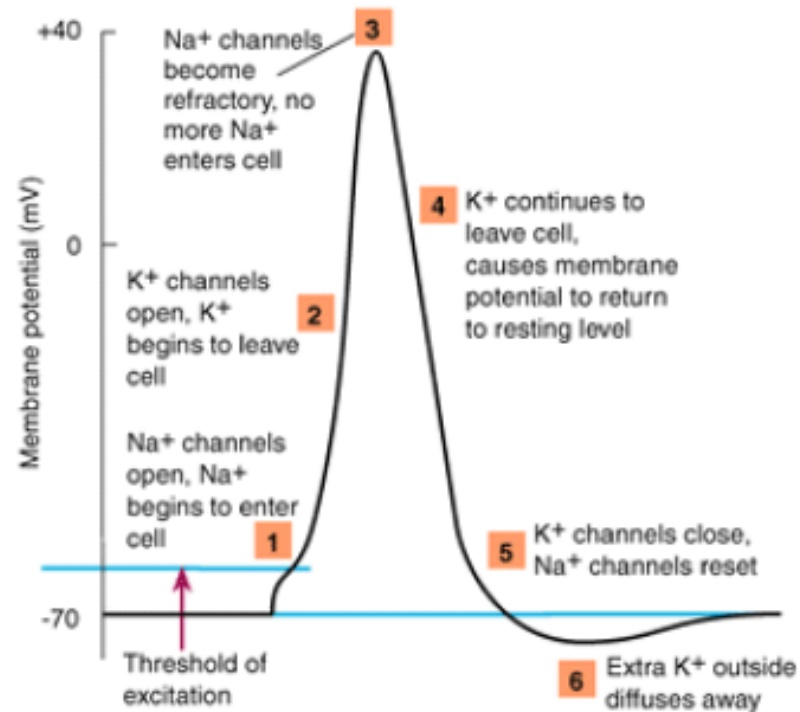 +40
3
Na+ channels
become
refractory, no
more Na+
enters cell
4
K+ continues to
leave cell,
causes membrane
potential to return
to resting level
Membrane potential (mV)
0
K+ channels
open, K+
begins to leave
cell
2
Na+ channels
open, Na+
begins to enter
cell
1
5
K+ channels close,
Na+ channels reset
-70
Threshold of
excitation
6
Extra K+ outside
diffuses away